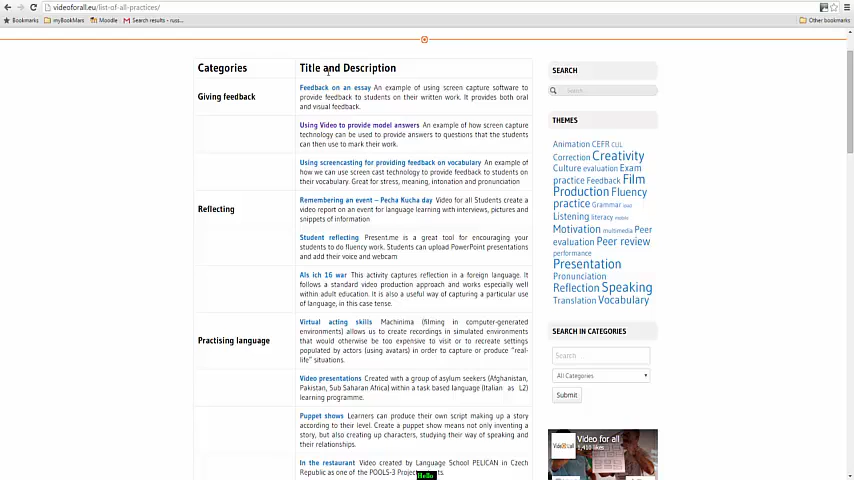 videoforall.eu/list-of-all-practices/
Bookmarks myBookMars Moodle Search results - russ...
Other bookmarks
Categories
Title and Description
Giving feedback
Feedback on an essay An example of using screen capture software to
provide feedback to students on their written work. It provides both oral
and visual feedback.
Using Video to provide model answers An example of how screen capture
technology can be used to provide answers to questions that the students
can then use to mark their work.
Using screencasting for providing feedback on vocabulary An example of
how we can use screen cast technology to provide feedback to students on
their vocabulary. Great for stress, meaning, intonation and pronunciation
Reflecting
Remembering an event – Pecha Kucha day Video for all Students create a
video report on an event for language learning with interviews, pictures and
snippets of information
Student reflecting Present.me is a great tool for encouraging your
students to do fluency work. Students can upload PowerPoint presentations
and add their voice and webcam
Als ich 16 war This activity captures reflection in a foreign language. It
follows a standard video production approach and works especially well
within adult education. It is also a useful way of capturing a particular use
of language, in this case tense.
Practising language
Virtual acting skills Machinima (filming in computer-generated
environments) allows us to create recordings in simulated environments
that would otherwise be too expensive to visit or to recreate settings
populated by actors (using avatars) in order to capture or produce "real-
life" situations.
Video presentations Created with a group of asylum seekers (Afghanistan,
Pakistan, Sub Saharan Africa) within a task based language (Italian as L2)
learning programme.
Puppet shows Learners can produce their own script making up a story
according to their level. Create a puppet show means not only inventing a
story, but also creating up characters, studying their way of speaking and
their relationships.
In the restaurant Video created by Language School PELICAN in Czech
Republic as one of the POOLS-3 Project
Hello
SEARCH
Search...
THEMES
Animation CEFR CLIL
Correction Creativity
Culture evaluation Exam
practice Feedback Film
Production Fluency
practice Grammar
Listening literacy mobile
Motivation multimedia Peer
evaluation Peer review
performance
Presentation
Pronunciation
Reflection Speaking
Translation Vocabulary
SEARCH IN CATEGORIES
Search ...
All Categories
Submit
Video for all
1,410 likes